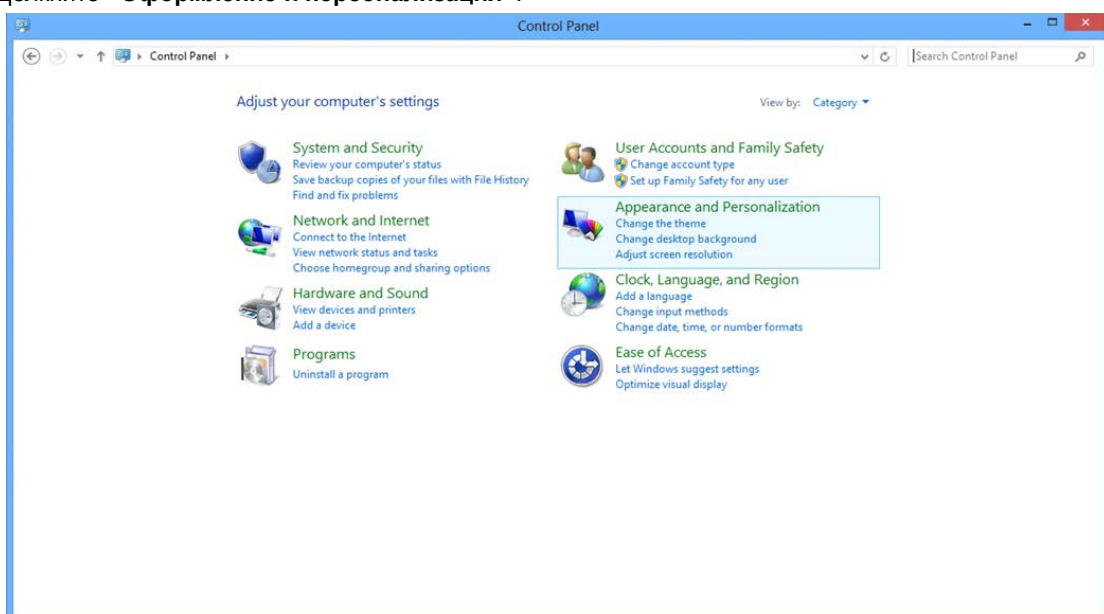 Щелкните "Оформление и персонализация".
Control Panel
Control Panel
Search Control Panel
Adjust your computer's settings
View by: Category
System and Security
Review your computer's status
Save backup copies of your files with File History
Find and fix problems
Network and Internet
Connect to the Internet
View network status and tasks
Choose homegroup and sharing options
Hardware and Sound
View devices and printers
Add a device
Programs
Uninstall a program
User Accounts and Family Safety
Change account type
Set up Family Safety for any user
Appearance and Personalization
Change the theme
Change desktop background
Adjust screen resolution
Clock, Language, and Region
Add a language
Change input methods
Change date, time, or number formats
Ease of Access
Let Windows suggest settings
Optimize visual display